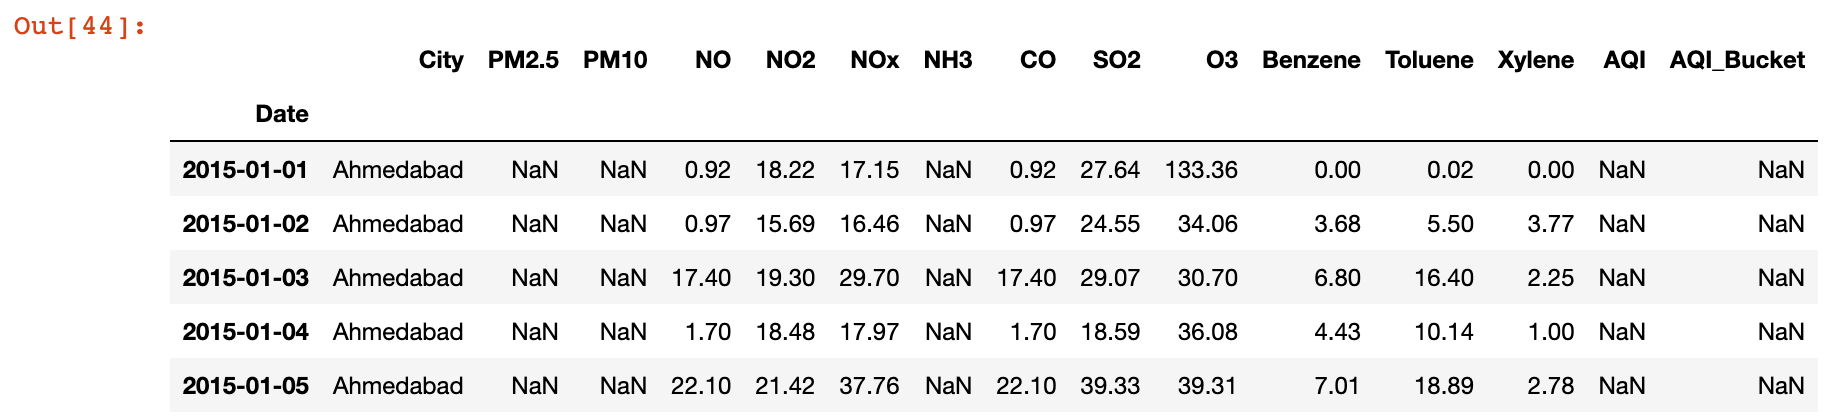 Out[44]:
City PM2.5 PM10 NO NO2 NOx NH3 CO SO2 O3 Benzene Toluene Xylene AQI AQI_Bucket
Date
2015-01-01 Ahmedabad NaN NaN 0.92 18.22 17.15 NaN 0.92 27.64 133.36 0.00 0.02 0.00 NaN NaN
2015-01-02 Ahmedabad NaN NaN 0.97 15.69 16.46 NaN 0.97 24.55 34.06 3.68 5.50 3.77 NaN NaN
2015-01-03 Ahmedabad NaN NaN 17.40 19.30 29.70 NaN 17.40 29.07 30.70 6.80 16.40 2.25 NaN NaN
2015-01-04 Ahmedabad NaN NaN 1.70 18.48 17.97 NaN 1.70 18.59 36.08 4.43 10.14 1.00 NaN NaN
2015-01-05 Ahmedabad NaN NaN 22.10 21.42 37.76 NaN 22.10 39.33 39.31 7.01 18.89 2.78 NaN NaN